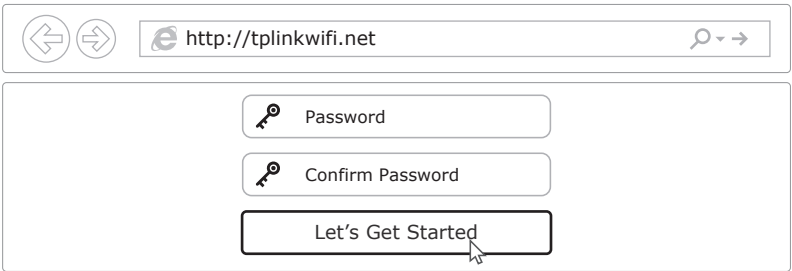 http://tplinkwifi.net
Password
Confirm Password
Let’s Get Started